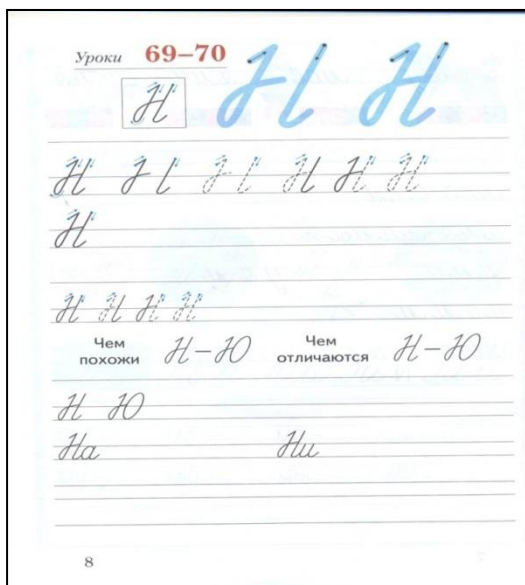 Уроки 69–70
Н
Н Н
Н Н Н Н Н Н
Н
Н Н Н Н
Чем похожи Н–Ю Чем отличаются Н–Ю
Н Ю
На Ни
8